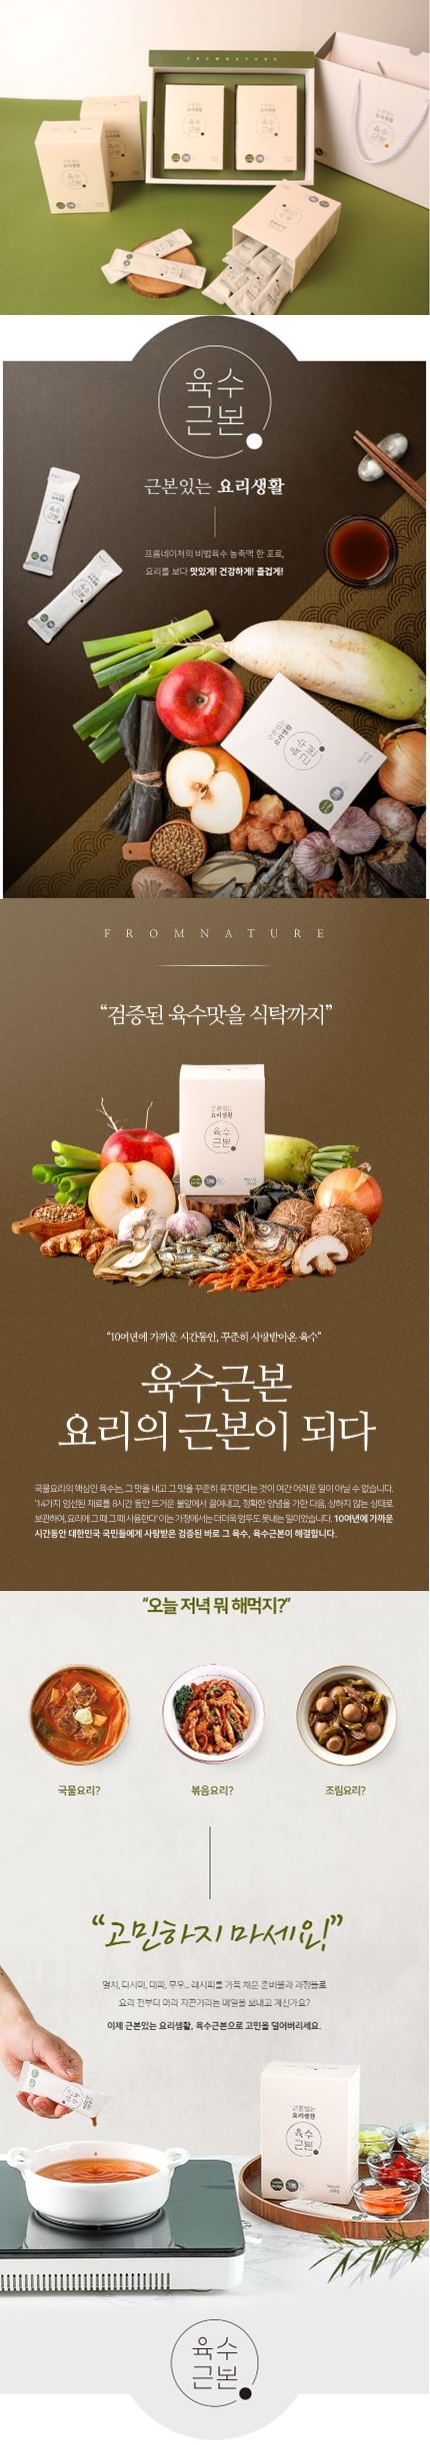 FROMNATURE
육수
근본
근본있는 요리생활
프롬네이처의 비법육수 농축액 한 포로,
요리를 보다 맛있게! 건강하게! 즐겁게!
근본있는
요리생활
육수
근본
F R O M N A T U R E
“검증된 육수맛을 식탁까지”
근본있는
요리생활
육수
근본
“10여년에 가까운 시간동안, 꾸준히 사랑받아온 육수”
육수근본
요리의 근본이 되다
국물요리의 핵심인 육수는, 그 맛을 내고 그 맛을 꾸준히 유지한다는 것이 여간 어려운 일이 아닐 수 없습니다.
'14가지 엄선된 재료를 8시간 동안 뜨거운 불앞에서 끓여내고, 정확한 양념을 가한 다음, 상하지 않는 상태로
보관하여, 요리에 그때 그때 사용한다' 이는 가정에서는 더더욱 엄두도 못내는 일이었습니다. 10여년에 가까운
시간동안 대한민국 국민들에게 사랑받은 검증된 바로 그 육수, 육수근본이 해결합니다.
“오늘 저녁 뭐 해먹지?”
국물요리?
볶음요리?
조림요리?
“고민하지 마세요!”
멸치, 다시마, 대파, 무우... 레시피를 가득 채운 준비물과 과정들로
요리 전부터 머리 지끈거리는 매일을 보내고 계신가요?
이제 근본있는 요리생활, 육수근본으로 고민을 덜어버리세요.
근본있는
요리생활
육수
근본
육수
근본